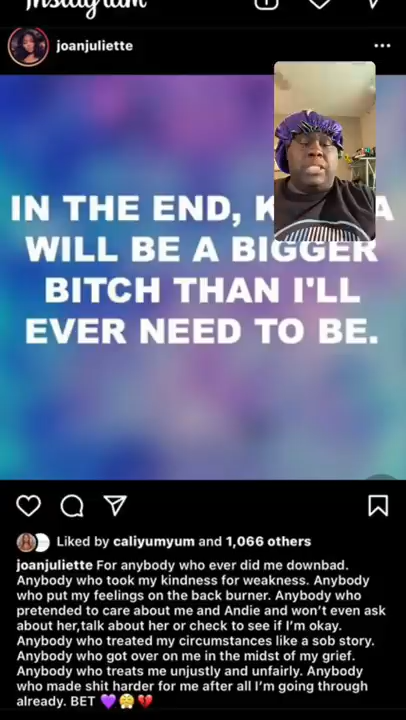 Instagram
joanjuliette
IN THE END, K A
WILL BE A BIGGER
BITCH THAN I'LL
EVER NEED TO BE.
Liked by caliyumyum and 1,066 others
joanjuliette For anybody who ever did me downbad.
Anybody who took my kindness for weakness. Anybody
who put my feelings on the back burner. Anybody who
pretended to care about me and Andie and won't even ask
about her,talk about her or check to see if I'm okay.
Anybody who treated my circumstances like a sob story.
Anybody who got over on me in the midst of my grief.
Anybody who treats me unjustly and unfairly. Anybody
who made shit harder for me after all I'm going through
already. BET 💜😤💔